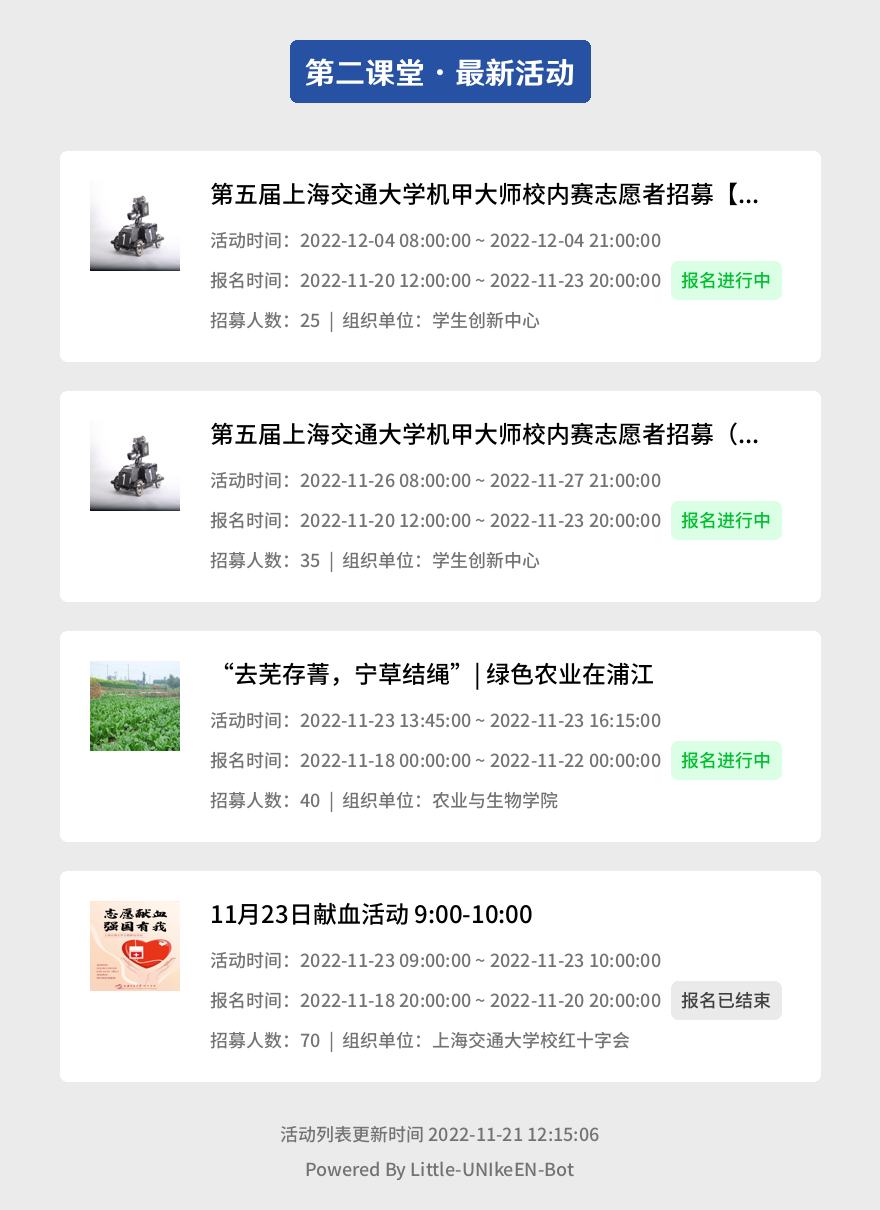 第二课堂 · 最新活动
第五届上海交通大学机甲大师校内赛志愿者招募【...
活动时间：2022-12-04 08:00:00 ~ 2022-12-04 21:00:00
报名时间：2022-11-20 12:00:00 ~ 2022-11-23 20:00:00 报名进行中
招募人数：25 | 组织单位：学生创新中心
第五届上海交通大学机甲大师校内赛志愿者招募（...
活动时间：2022-11-26 08:00:00 ~ 2022-11-27 21:00:00
报名时间：2022-11-20 12:00:00 ~ 2022-11-23 20:00:00 报名进行中
招募人数：35 | 组织单位：学生创新中心
“去芜存菁，宁草结绳”| 绿色农业在浦江
活动时间：2022-11-23 13:45:00 ~ 2022-11-23 16:15:00
报名时间：2022-11-18 00:00:00 ~ 2022-11-22 00:00:00 报名进行中
招募人数：40 | 组织单位：农业与生物学院
志愿献血
强国有我
11月23日献血活动 9:00-10:00
活动时间：2022-11-23 09:00:00 ~ 2022-11-23 10:00:00
报名时间：2022-11-18 20:00:00 ~ 2022-11-20 20:00:00 报名已结束
招募人数：70 | 组织单位：上海交通大学校红十字会
活动列表更新时间 2022-11-21 12:15:06
Powered By Little-UNIkeEN-Bot